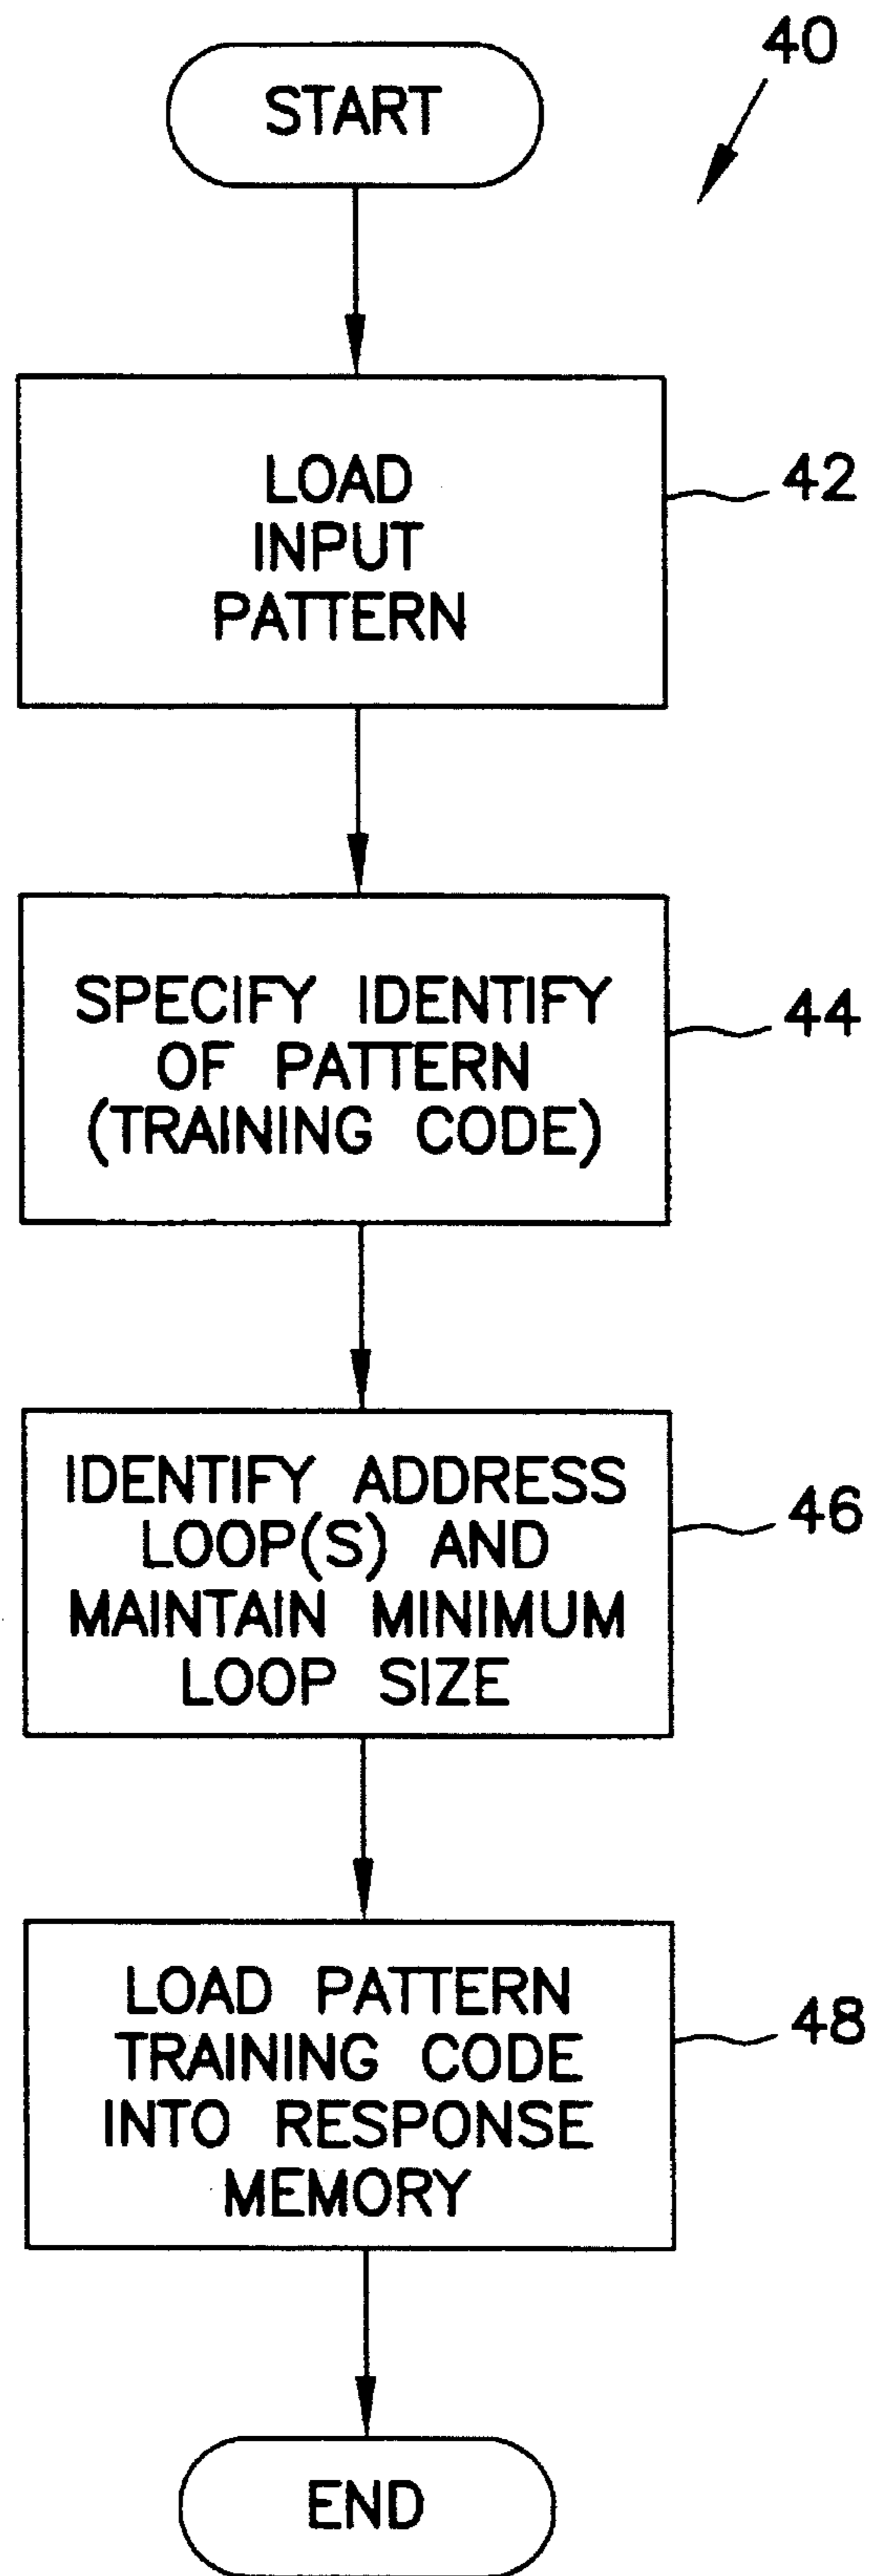 40
START
LOAD
INPUT
PATTERN
42
SPECIFY IDENTIFY
OF PATTERN
(TRAINING CODE)
44
IDENTIFY ADDRESS
LOOP(S) AND
MAINTAIN MINIMUM
LOOP SIZE
46
LOAD PATTERN
TRAINING CODE
INTO RESPONSE
MEMORY
48
END